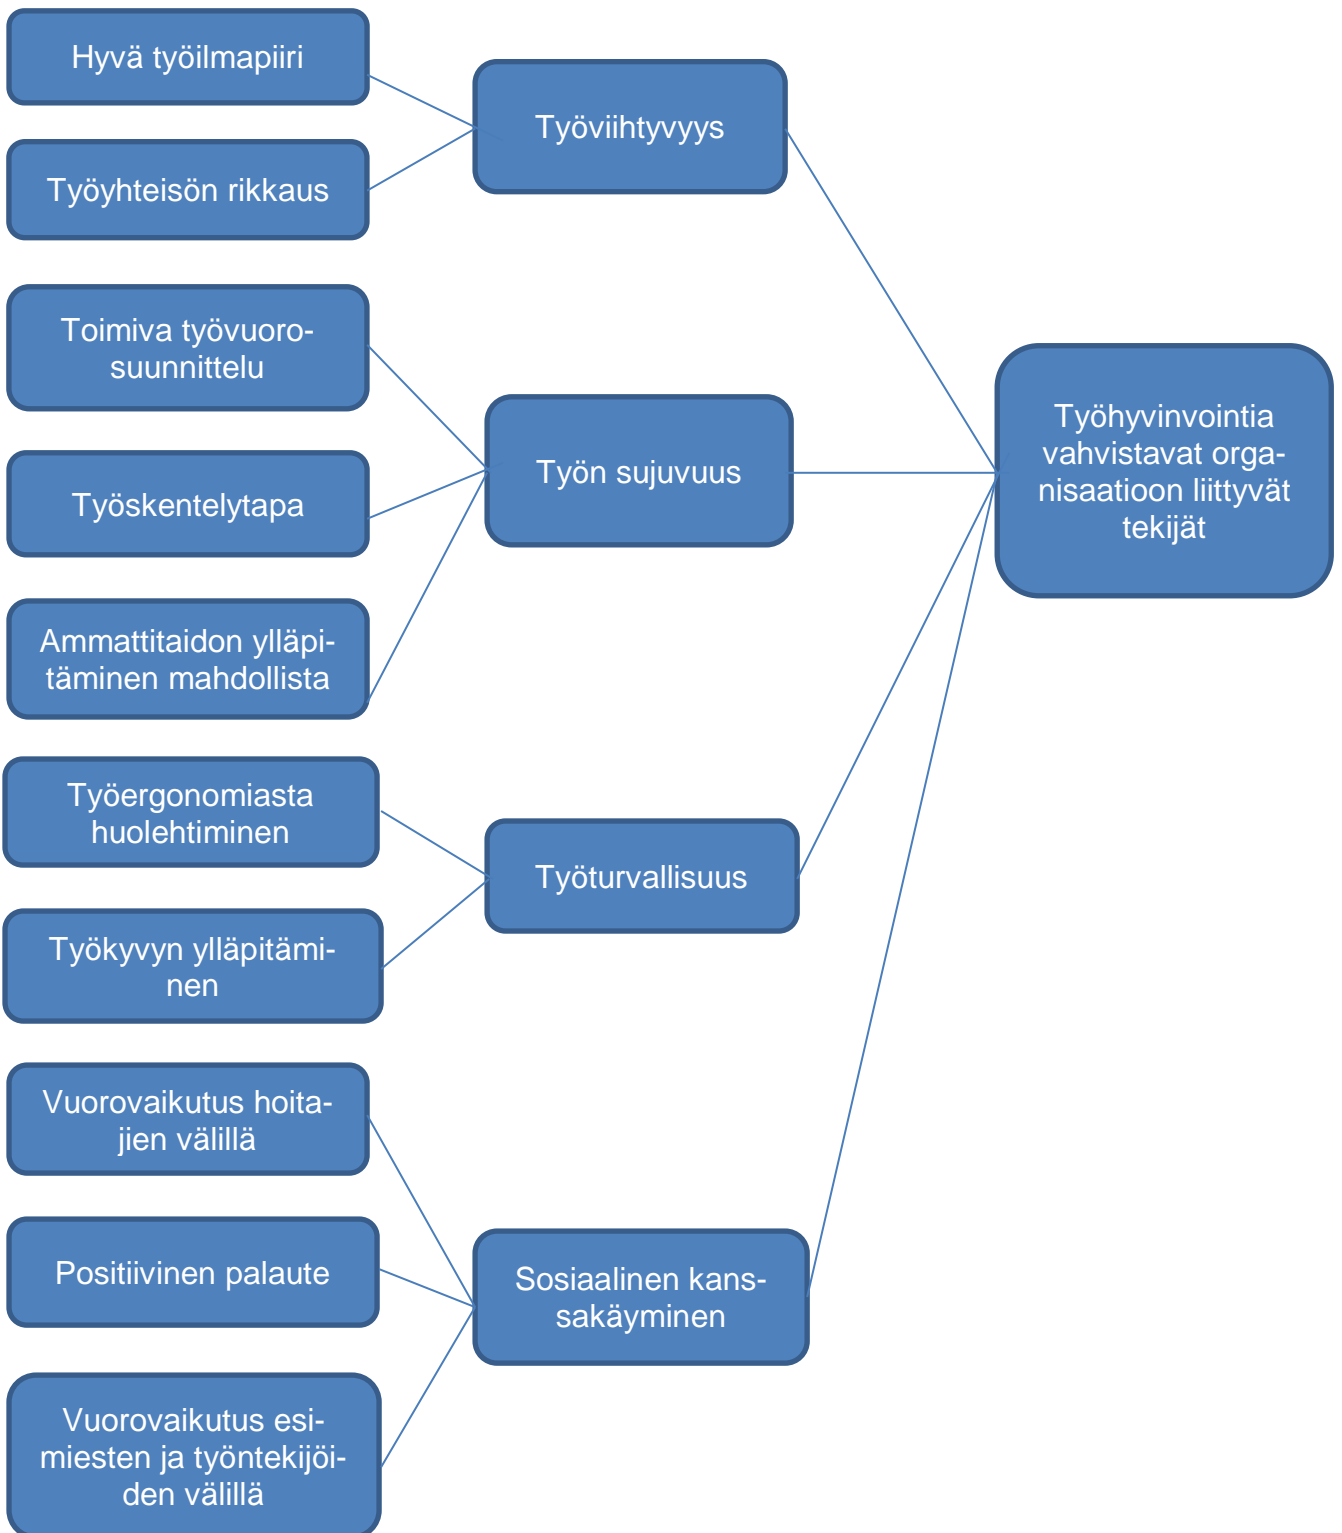 Hyvä työilmapiiri
Työyhteisön rikkaus
Työviihtyvyys
Toimiva työvuoro-
suunnittelu
Työskentelytapa
Ammattitaidon ylläpi-
täminen mahdollista
Työn sujuvuus
Työergonomiasta
huolehtiminen
Työkyvyn ylläpitämi-
nen
Työturvallisuus
Vuorovaikutus hoita-
jien välillä
Positiivinen palaute
Vuorovaikutus esi-
miesten ja työntekijöi-
den välillä
Sosiaalinen kans-
sakäyminen
Työhyvinvointia
vahvistavat orga-
nisaatioon liittyvät
tekijät